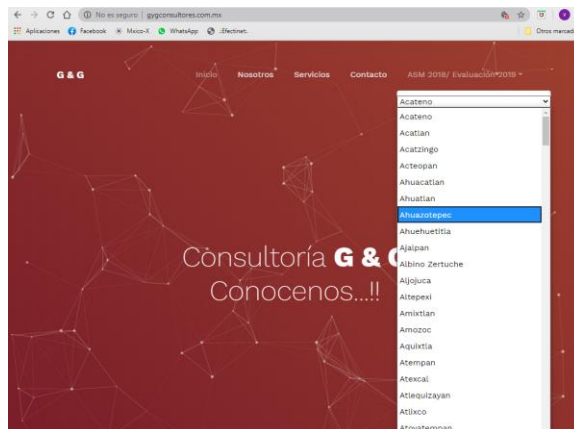 No es seguro | gygconsultores.com.mx
Aplicaciones Facebook Mxico-X WhatsApp .:Efectinet:. Otros marcad
G & G Inicio Nosotros Servicios Contacto ASM 2018/ Evaluación 2019
Acateno
Acateno
Acatlan
Acatzingo
Acteopan
Ahuacatlan
Ahuatlan
Ahuazotepec
Ahuehuetitla
Ajalpan
Albino Zertuche
Aljojuca
Altepexi
Amixtlan
Amozoc
Aquixtla
Atempan
Atexcal
Atlequizayan
Atlixco
Atoyatempan
Consultoría G & G
Conocenos...!!